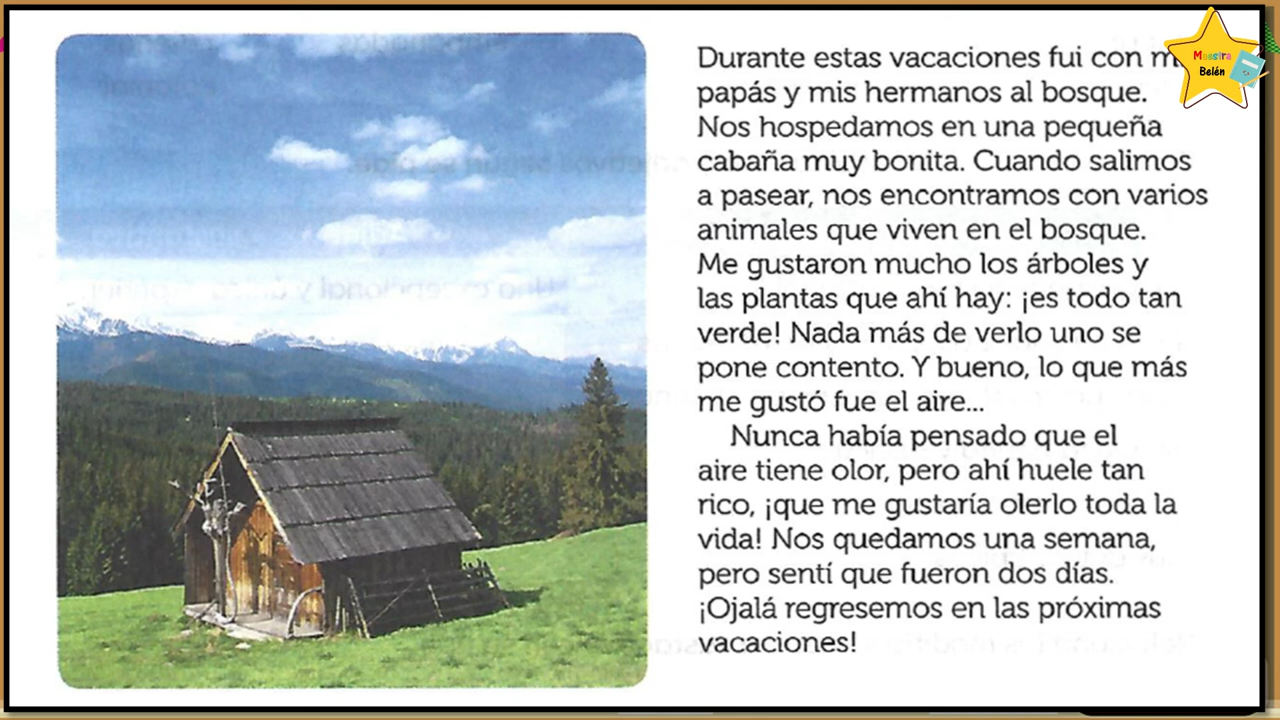 Durante estas vacaciones fui con m
papás y mis hermanos al bosque.
Nos hospedamos en una pequeña
cabaña muy bonita. Cuando salimos
a pasear, nos encontramos con varios
animales que viven en el bosque.
Me gustaron mucho los árboles y
las plantas que ahí hay: ¡es todo tan
verde! Nada más de verlo uno se
pone contento. Y bueno, lo que más
me gustó fue el aire...
Nunca había pensado que el
aire tiene olor, pero ahí huele tan
rico, ¡que me gustaría olerlo toda la
vida! Nos quedamos una semana,
pero sentí que fueron dos días.
¡Ojalá regresemos en las próximas
vacaciones!
Maestra
Belén